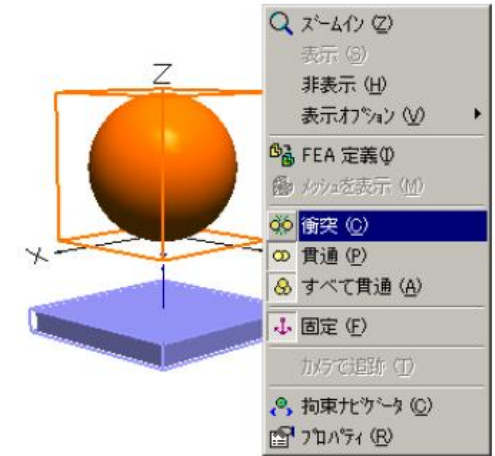 Z
X
ｽﾞｰﾑｲﾝ (Z)
表示 (S)
非表示 (H)
表示ｵﾌﾟｼｮﾝ (V)
FEA 定義(I)
ﾒｯｼｭを表示 (M)
衝突 (C)
貫通 (P)
すべて貫通 (A)
固定 (F)
ｶﾒﾗで追跡 (T)
拘束ﾅﾋﾞｹﾞｰﾀ (C)
ﾌﾟﾛﾊﾟﾃｨ (R)